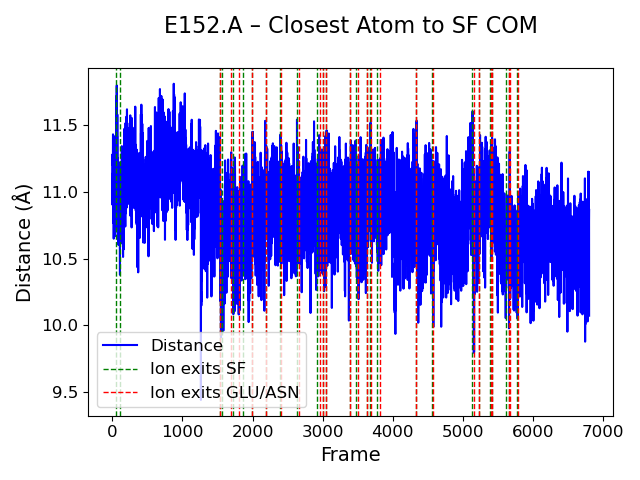 E152.A – Closest Atom to SF COM
Distance (Å)
11.5
11.0
10.5
10.0
9.5
Distance
Ion exits SF
Ion exits GLU/ASN
0 1000 2000 3000 4000 5000 6000 7000
Frame